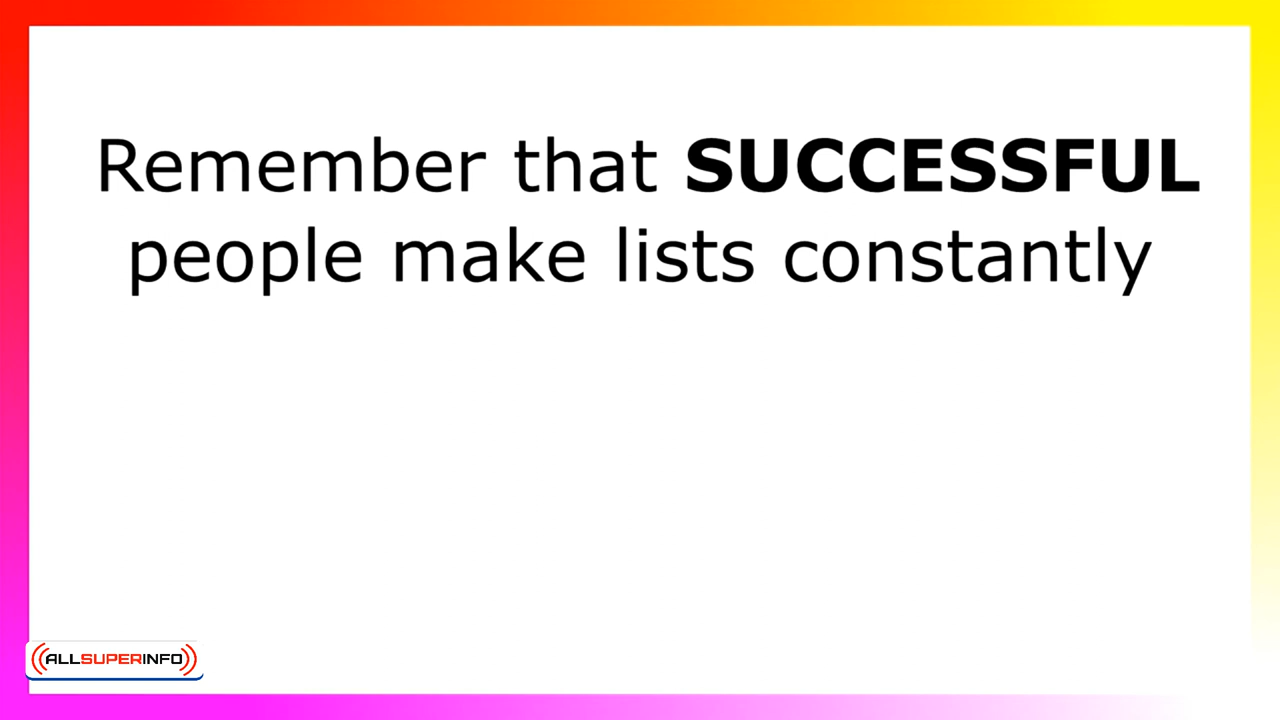 Remember that SUCCESSFUL
people make lists constantly
ALLSUPERINFO